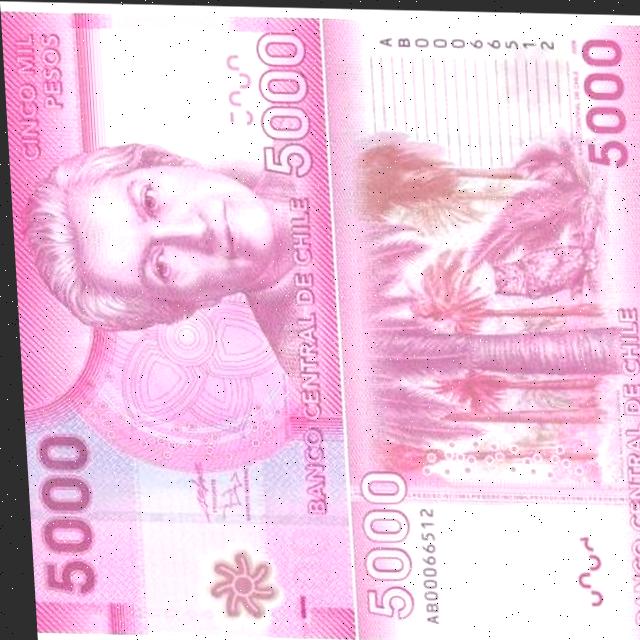 CINCO MIL
PESOS
5000
BANCO CENTRAL DE CHILE
5000
AB00066512
5000
BANCO CENTRAL DE CHILE
5000
AB00066512